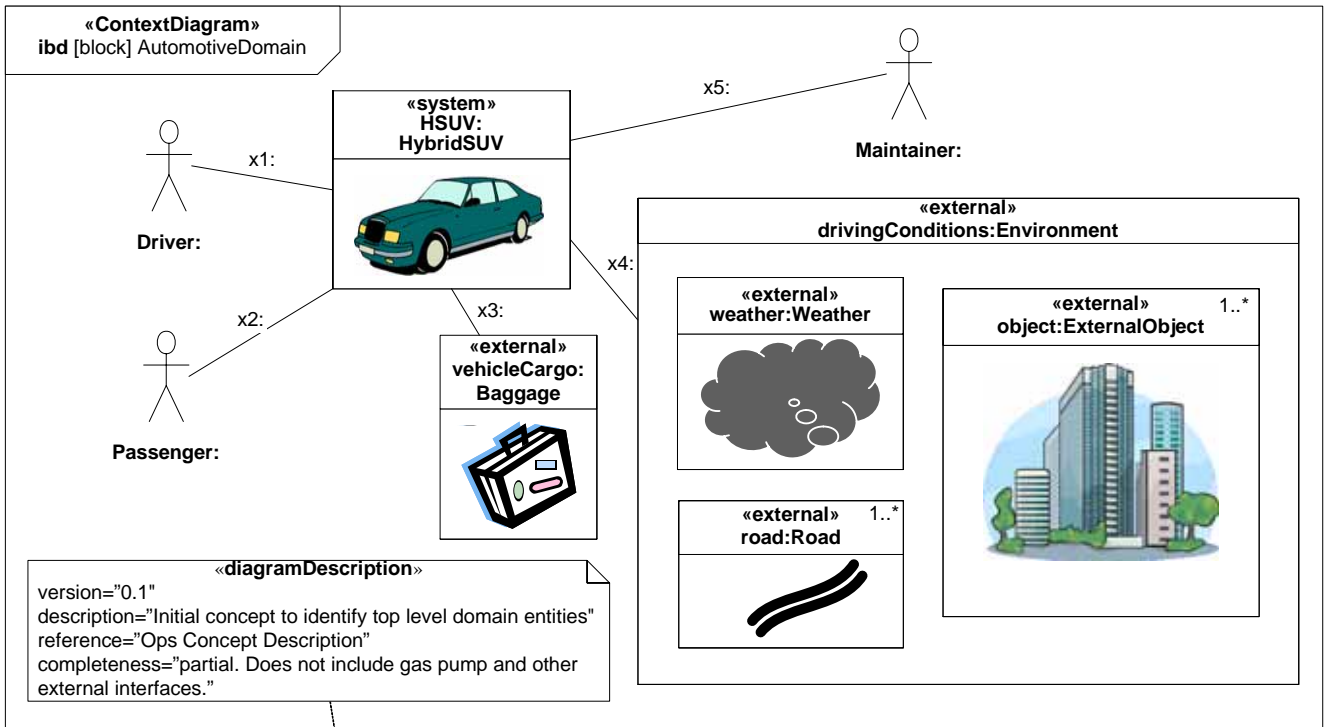 «ContextDiagram»
ibd [block] AutomotiveDomain
x5:
«system»
HSUV:
HybridSUV
x1:
Maintainer:
Driver:
«external»
drivingConditions:Environment
x4:
x2:
x3:
«external»
weather:Weather
«external»
1..*
object:ExternalObject
«external»
vehicleCargo:
Baggage
Passenger:
«external»
1..*
road:Road
«diagramDescription»
version=”0.1"
description=”Initial concept to identify top level domain entities"
reference=”Ops Concept Description”
completeness=”partial. Does not include gas pump and other
external interfaces.”